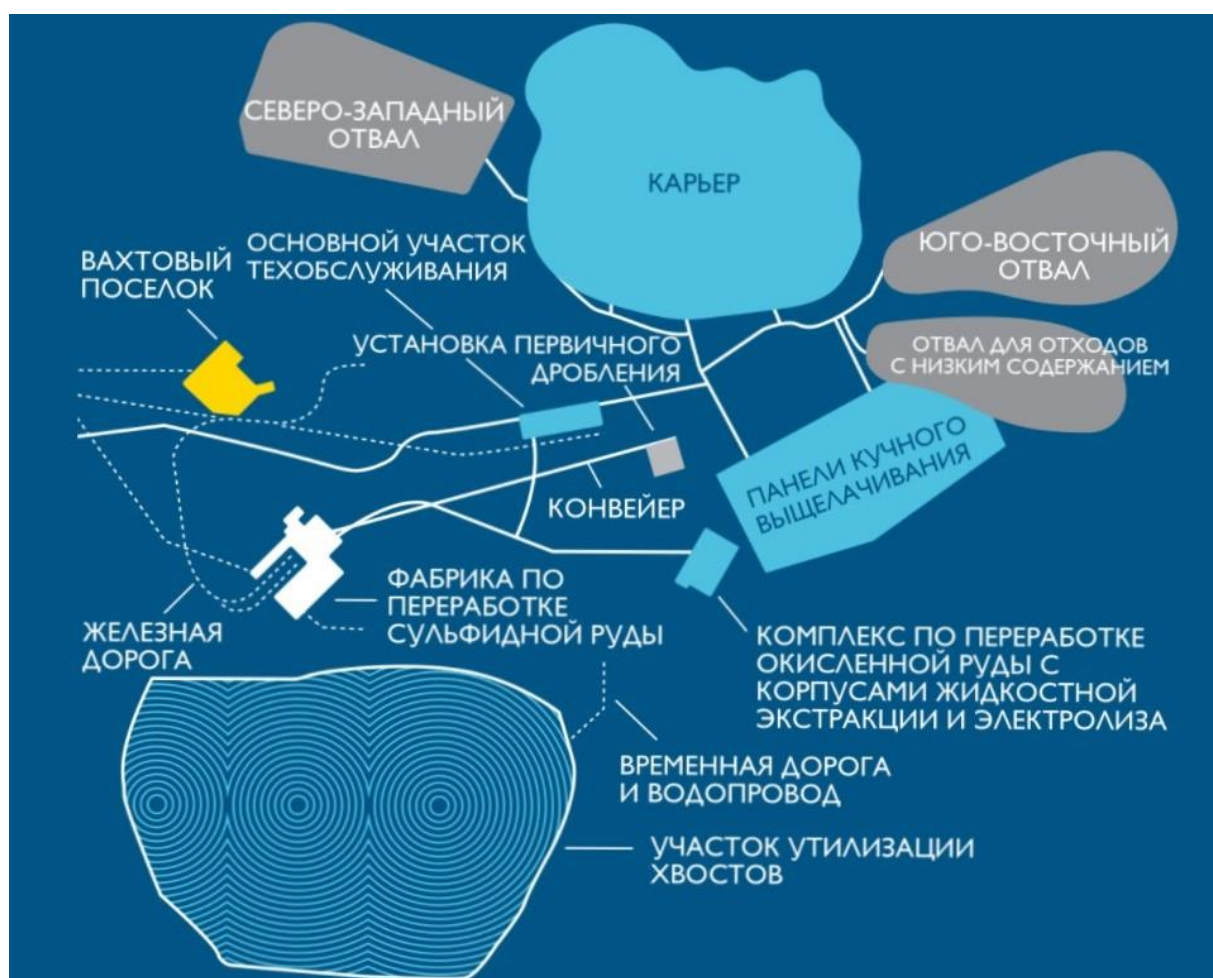 СЕВЕРО-ЗАПАДНЫЙ
ОТВАЛ
КАРЬЕР
ЮГО-ВОСТОЧНЫЙ
ОТВАЛ
ОСНОВНОЙ УЧАСТОК
ТЕХОБСЛУЖИВАНИЯ
ВАХТОВЫЙ
ПОСЕЛОК
УСТАНОВКА ПЕРВИЧНОГО
ДРОБЛЕНИЯ
ОТВАЛ ДЛЯ ОТХОДОВ
С НИЗКИМ СОДЕРЖАНИЕМ
ПАНЕЛИ КУЧНОГО
ВЫЩЕЛАЧИВАНИЯ
КОНВЕЙЕР
ФАБРИКА ПО
ПЕРЕРАБОТКЕ
СУЛЬФИДНОЙ РУДЫ
ЖЕЛЕЗНАЯ
ДОРОГА
КОМПЛЕКС ПО ПЕРЕРАБОТКЕ
ОКИСЛЕННОЙ РУДЫ С
КОРПУСАМИ ЖИДКОСТНОЙ
ЭКСТРАКЦИИ И ЭЛЕКТРОЛИЗА
ВРЕМЕННАЯ ДОРОГА
И ВОДОПРОВОД
УЧАСТОК УТИЛИЗАЦИИ
ХВОСТОВ